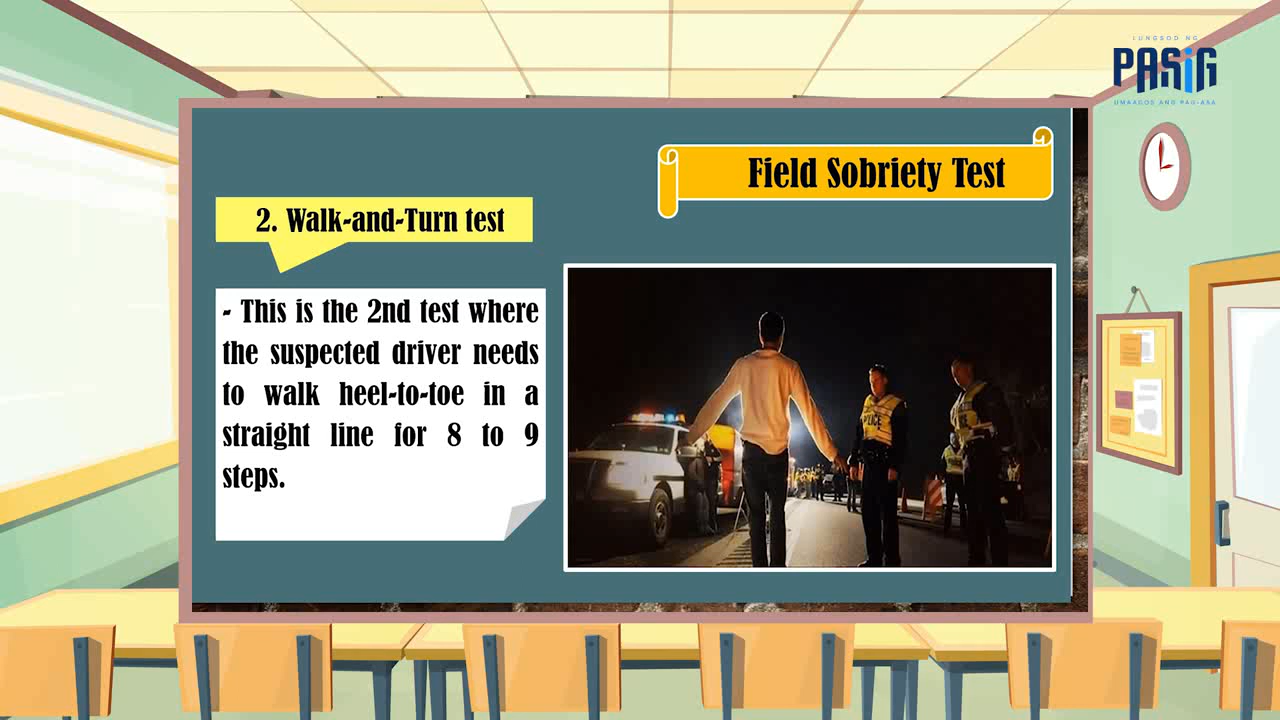 LUNGSOD NG
PASIG
UMAAGOS ANG PAG-ASA
Field Sobriety Test
2. Walk-and-Turn test
- This is the 2nd test where
the suspected driver needs
to walk heel-to-toe in a
straight line for 8 to 9
steps.
POLICE